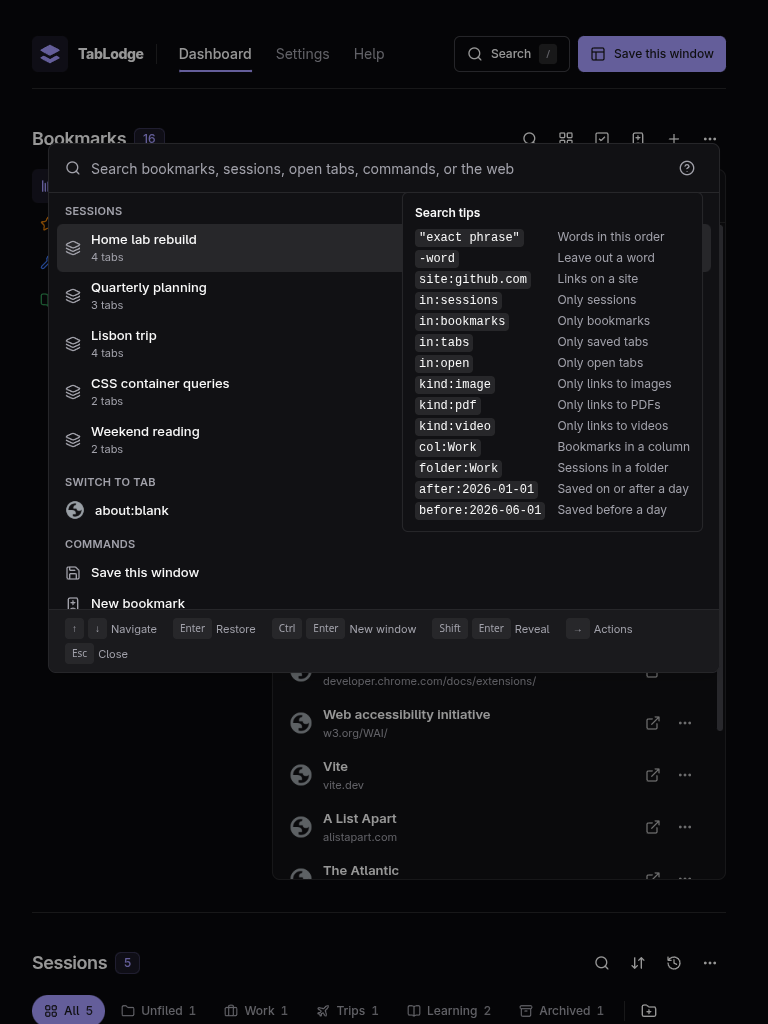 TabLodge
Dashboard
Settings
Help
Search /
Save this window
Bookmarks 16
Search bookmarks, sessions, open tabs, commands, or the web
SESSIONS
Home lab rebuild
4 tabs
Quarterly planning
3 tabs
Lisbon trip
4 tabs
CSS container queries
2 tabs
Weekend reading
2 tabs
SWITCH TO TAB
about:blank
COMMANDS
Save this window
New bookmark
Search tips
"exact phrase" Words in this order
-word Leave out a word
site:github.com Links on a site
in:sessions Only sessions
in:bookmarks Only bookmarks
in:tabs Only saved tabs
in:open Only open tabs
kind:image Only links to images
kind:pdf Only links to PDFs
kind:video Only links to videos
col:Work Bookmarks in a column
folder:Work Sessions in a folder
after:2026-01-01 Saved on or after a day
before:2026-06-01 Saved before a day
↑ ↓ Navigate Enter Restore Ctrl Enter New window Shift Enter Reveal → Actions
Esc Close
developer.chrome.com/docs/extensions/
Web accessibility initiative
w3.org/WAI/
Vite
vite.dev
A List Apart
alistapart.com
The Atlantic
Sessions 5
All 5 Unfiled 1 Work 1 Trips 1 Learning 2 Archived 1